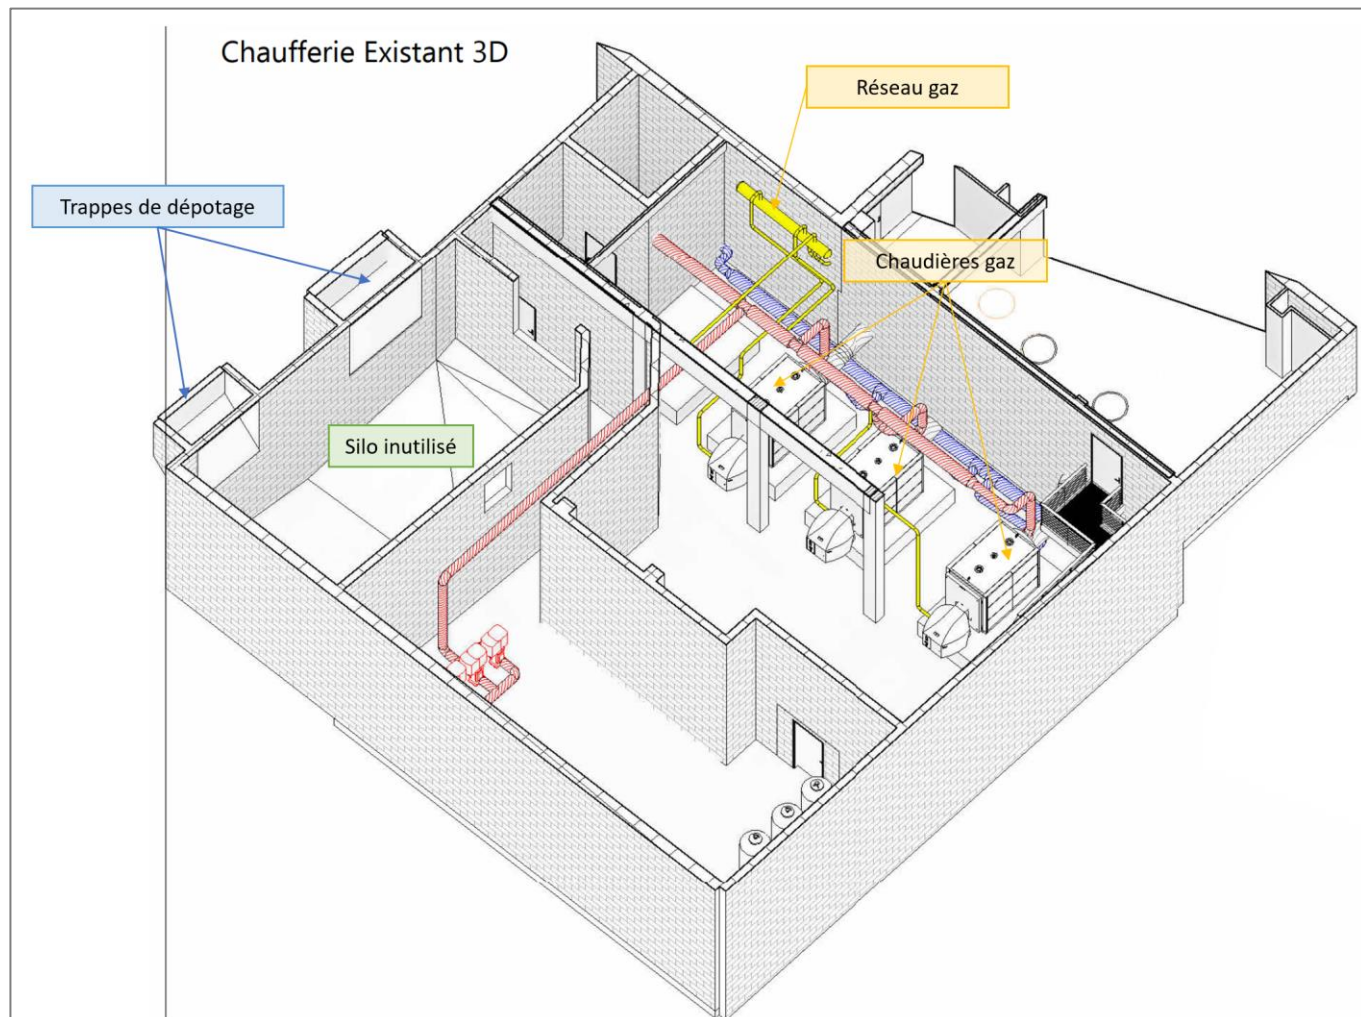 Chaufferie Existant 3D
Réseau gaz
Trappes de dépotage
Chaudières gaz
Silo inutilisé